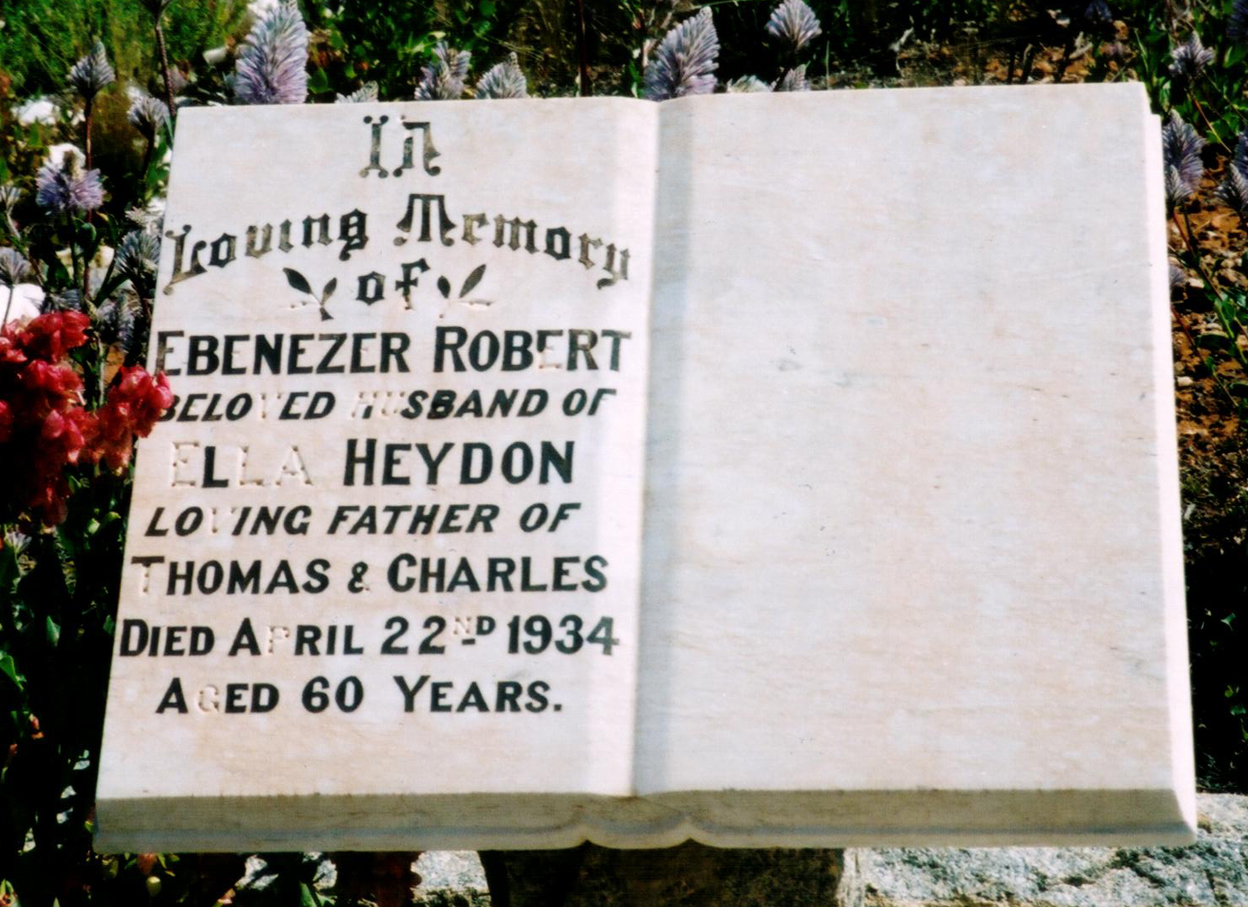 In
Loving Memory
of
EBENEZER ROBERT
BELOVED HUSBAND OF
ELLA HEYDON
LOVING FATHER OF
THOMAS & CHARLES
DIED APRIL 22ND 1934
AGED 60 YEARS.